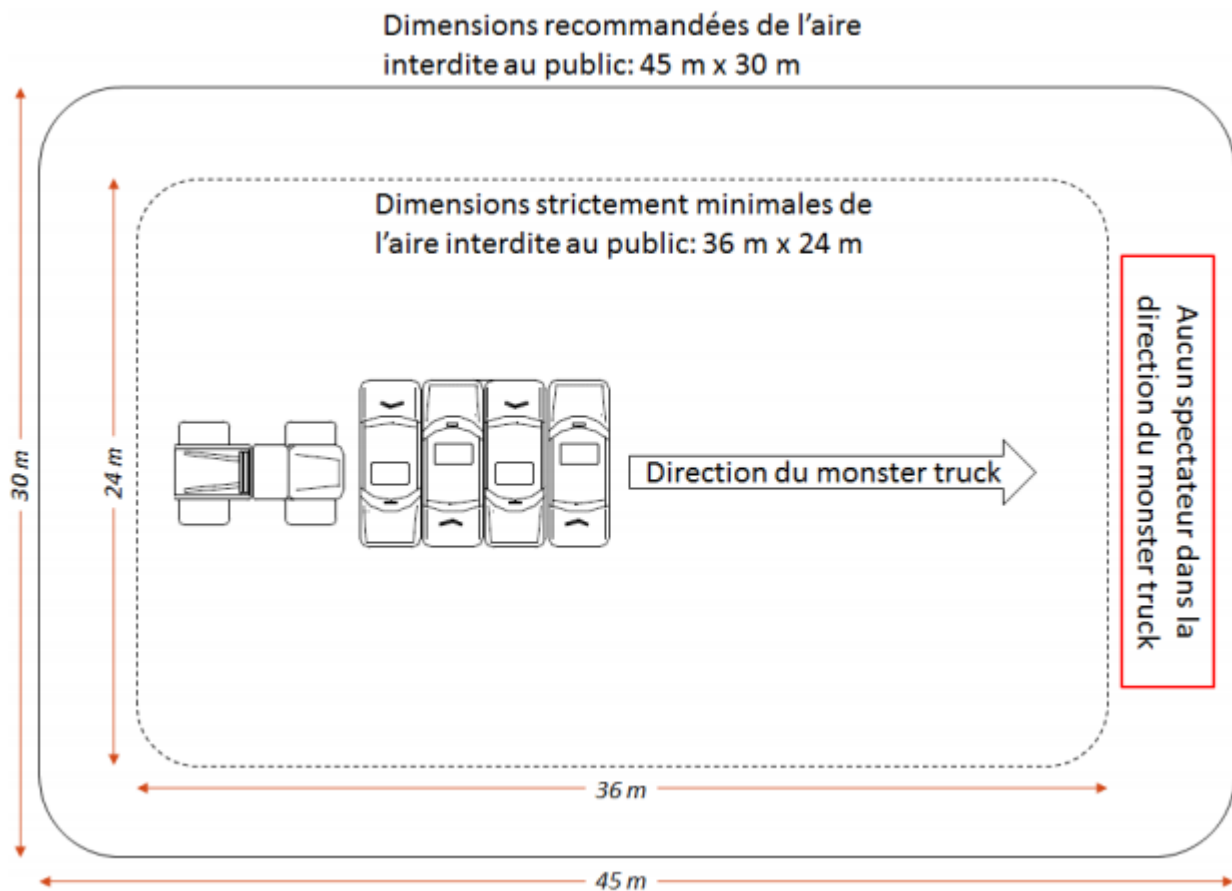 Dimensions recommandées de l'aire
interdite au public: 45 m x 30 m
Dimensions strictement minimales de
l'aire interdite au public: 36 m x 24 m
30 m
24 m
Direction du monster truck
Aucun spectateur dans la
direction du monster truck
36 m
45 m